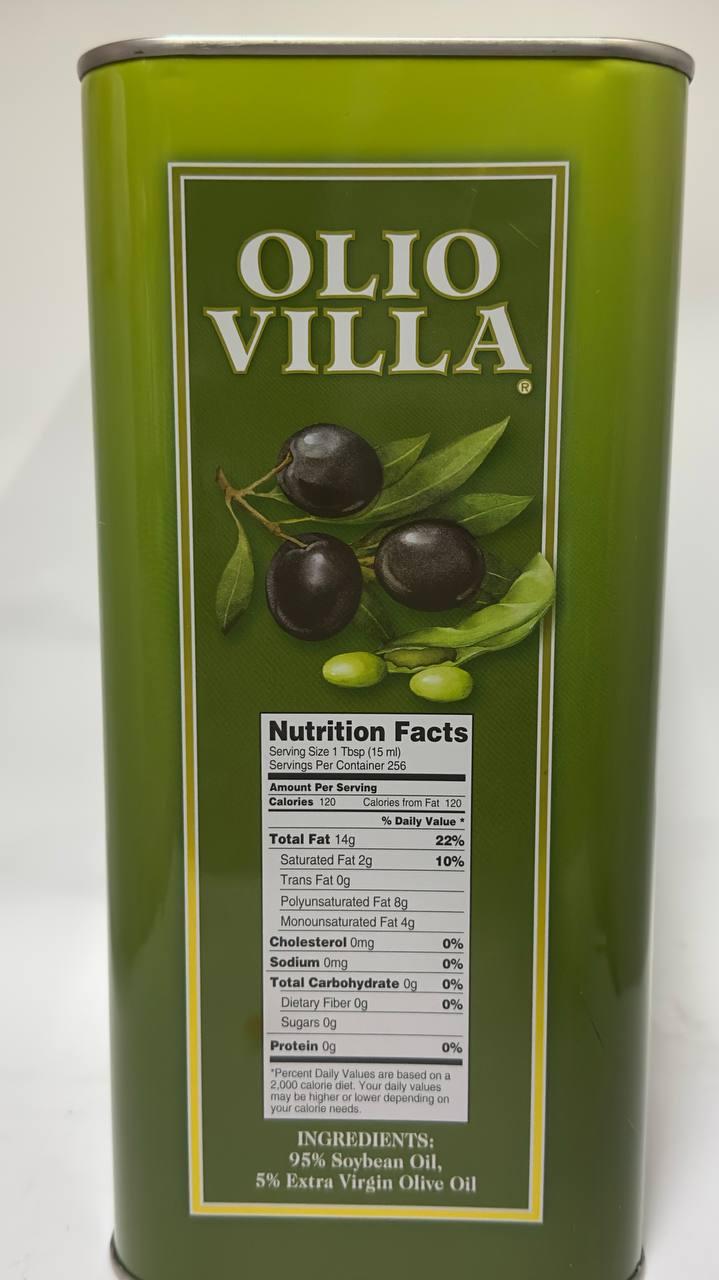 OLIO
VILLA
®
Nutrition Facts
Serving Size 1 Tbsp (15 ml)
Servings Per Container 256
Amount Per Serving
Calories 120 Calories from Fat 120
% Daily Value *
Total Fat 14g 22%
Saturated Fat 2g 10%
Trans Fat 0g
Polyunsaturated Fat 8g
Monounsaturated Fat 4g
Cholesterol 0mg 0%
Sodium 0mg 0%
Total Carbohydrate 0g 0%
Dietary Fiber 0g 0%
Sugars 0g
Protein 0g 0%
*Percent Daily Values are based on a
2,000 calorie diet. Your daily values
may be higher or lower depending on
your calorie needs.
INGREDIENTS:
95% Soybean Oil,
5% Extra Virgin Olive Oil